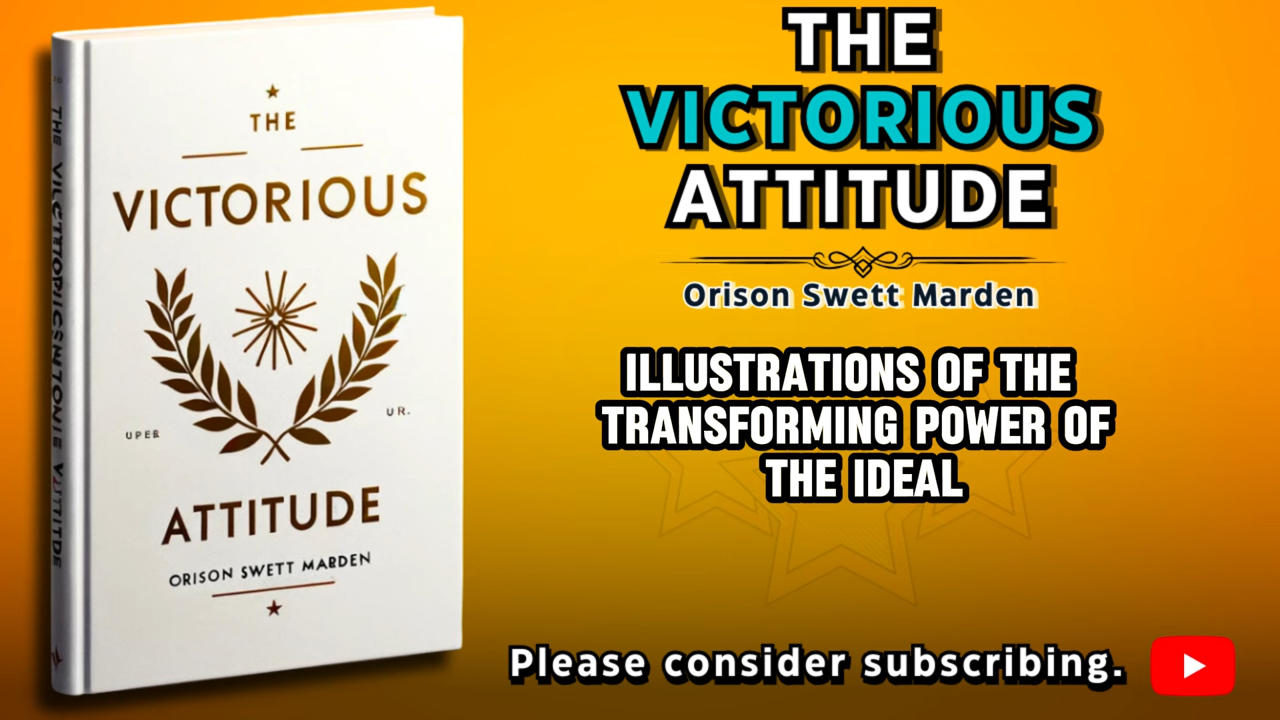 THE
VICTORIOUS
ATTITUDE
ORISON SWETT MARDEN
UPER
UR.
THE
VICTORIOUS
ATTITUDE
Orison Swett Marden
ILLUSTRATIONS OF THE
TRANSFORMING POWER OF
THE IDEAL
Please consider subscribing.